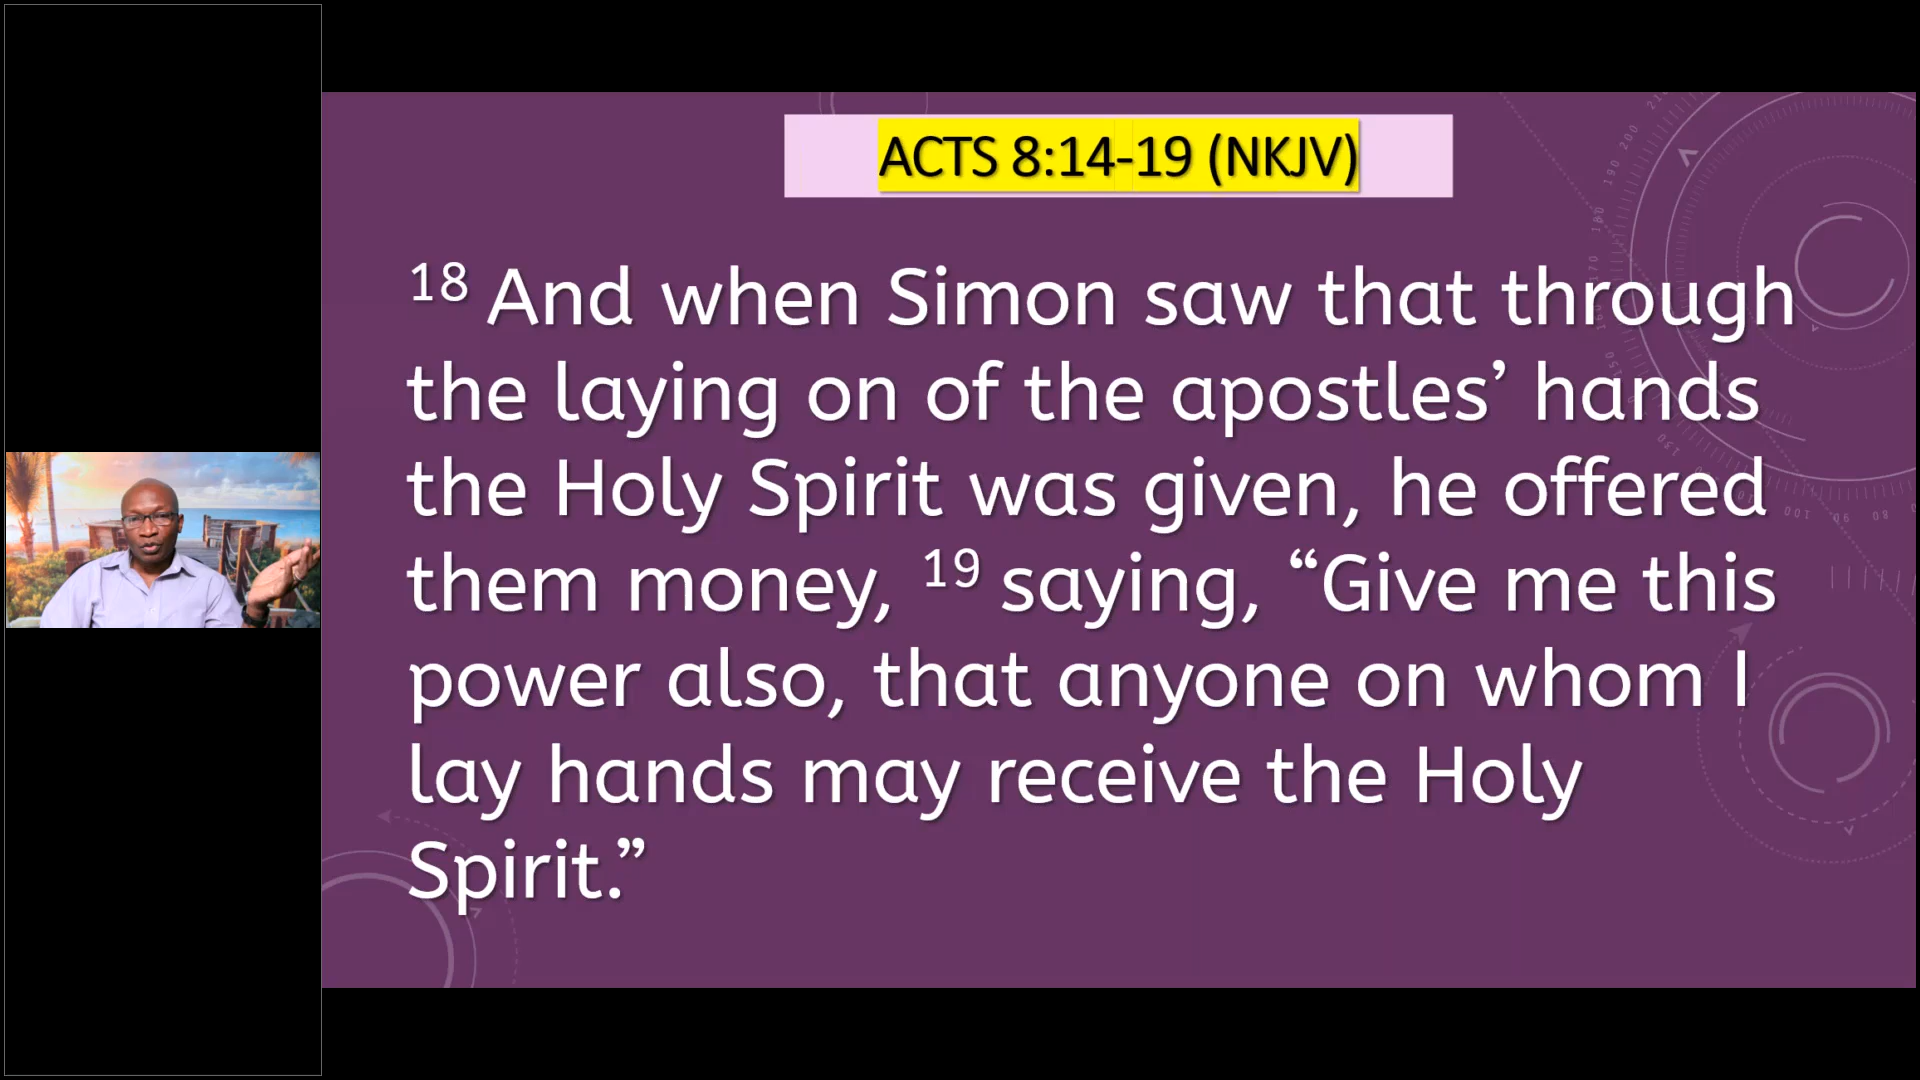 ACTS 8:14-19 (NKJV)
18 And when Simon saw that through
the laying on of the apostles’ hands
the Holy Spirit was given, he offered
them money, 19 saying, “Give me this
power also, that anyone on whom I
lay hands may receive the Holy
Spirit.”